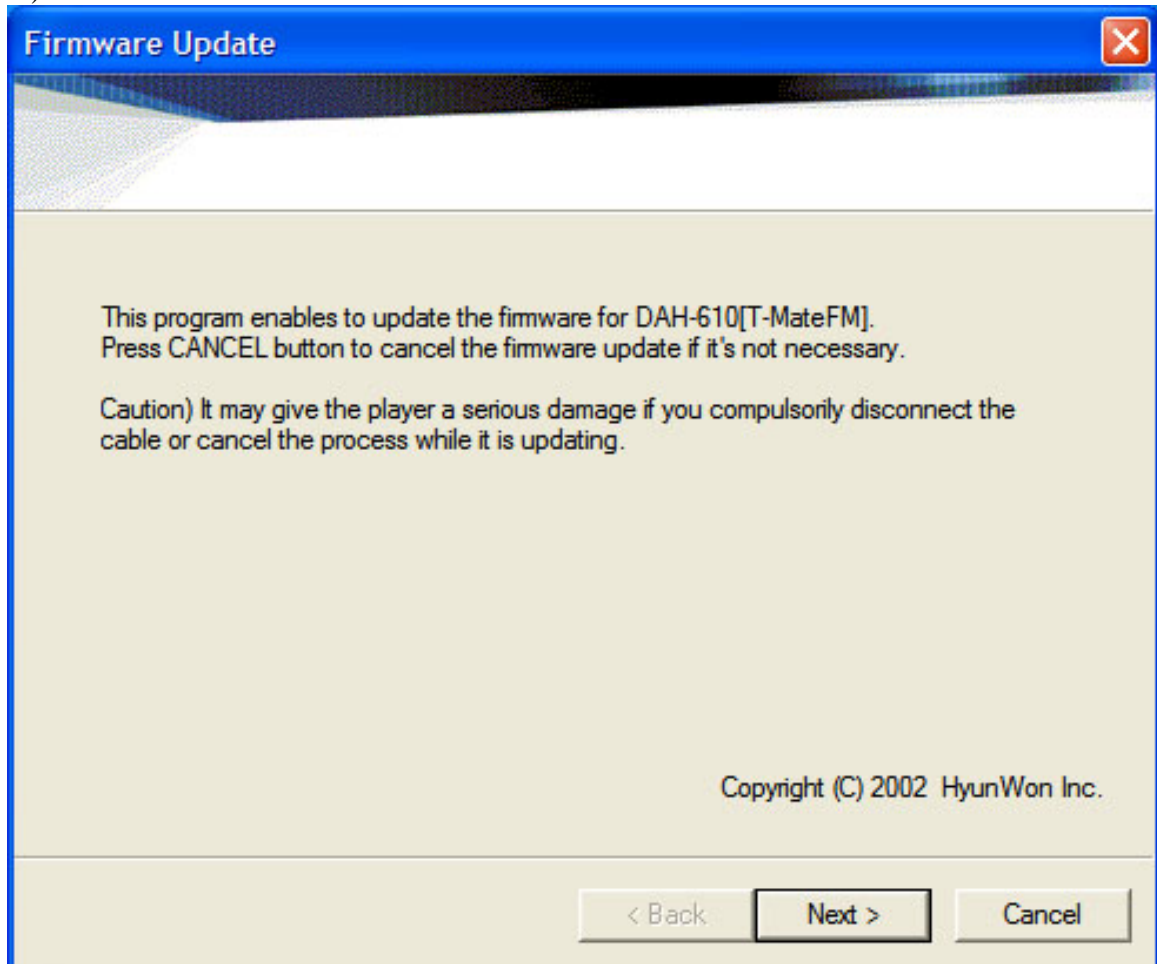 Firmware Update
This program enables to update the firmware for DAH-610[T-MateFM].
Press CANCEL button to cancel the firmware update if it's not necessary.
Caution) It may give the player a serious damage if you compulsorily disconnect the
cable or cancel the process while it is updating.
Copyright (C) 2002 HyunWon Inc.
< Back Next > Cancel